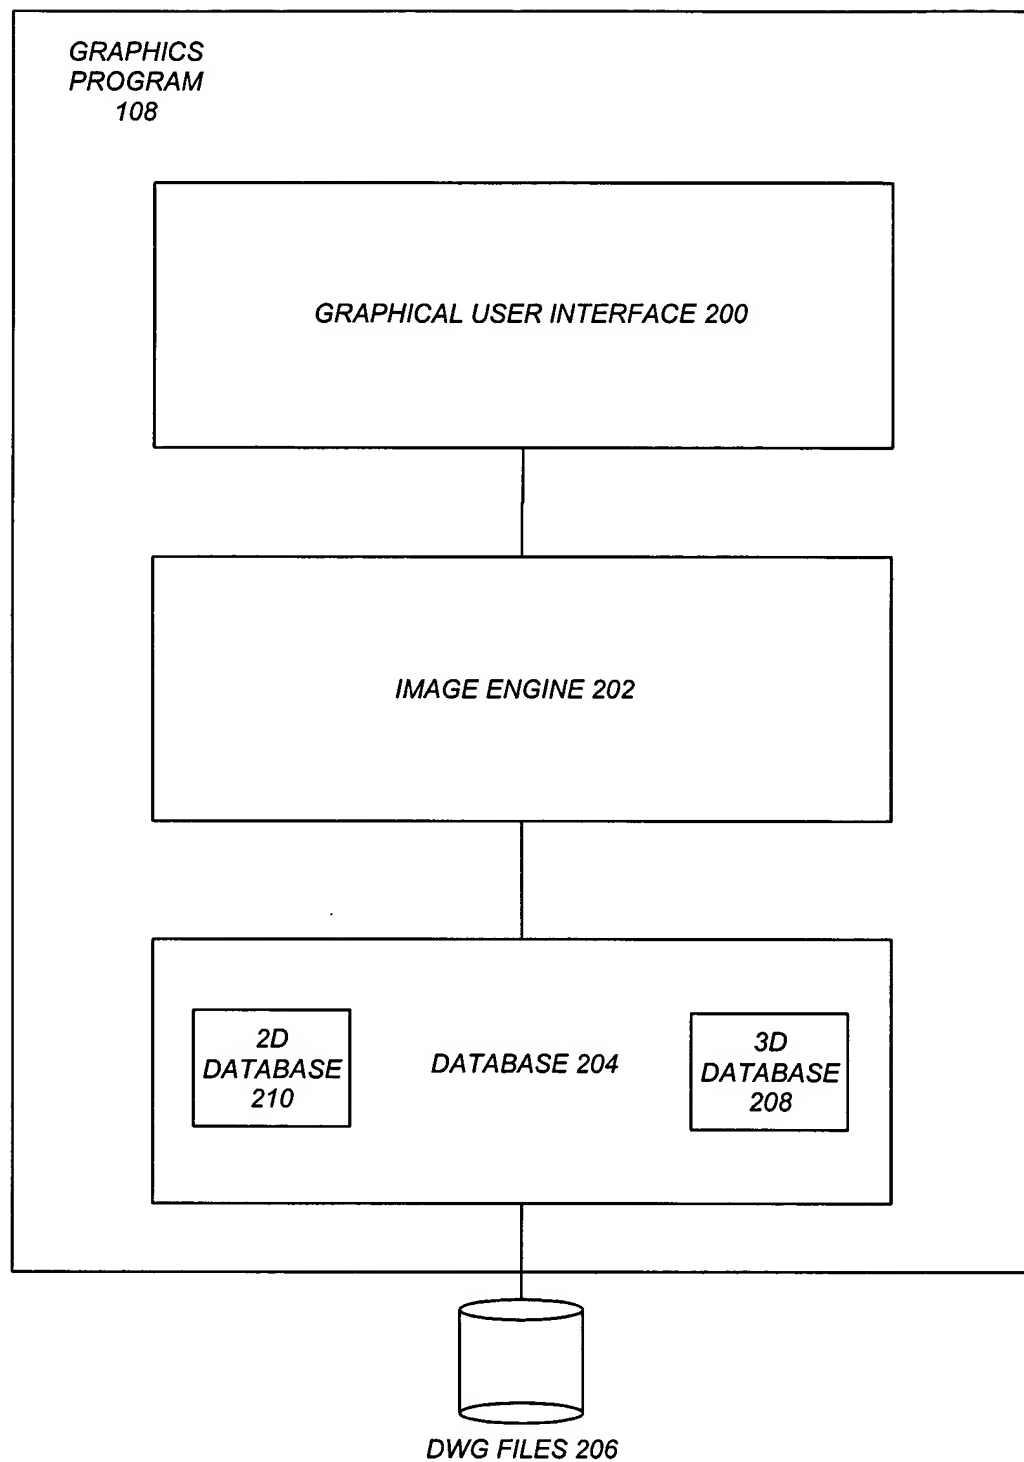 GRAPHICS
PROGRAM
108
GRAPHICAL USER INTERFACE 200
IMAGE ENGINE 202
2D
DATABASE
210
DATABASE 204
3D
DATABASE
208
DWG FILES 206